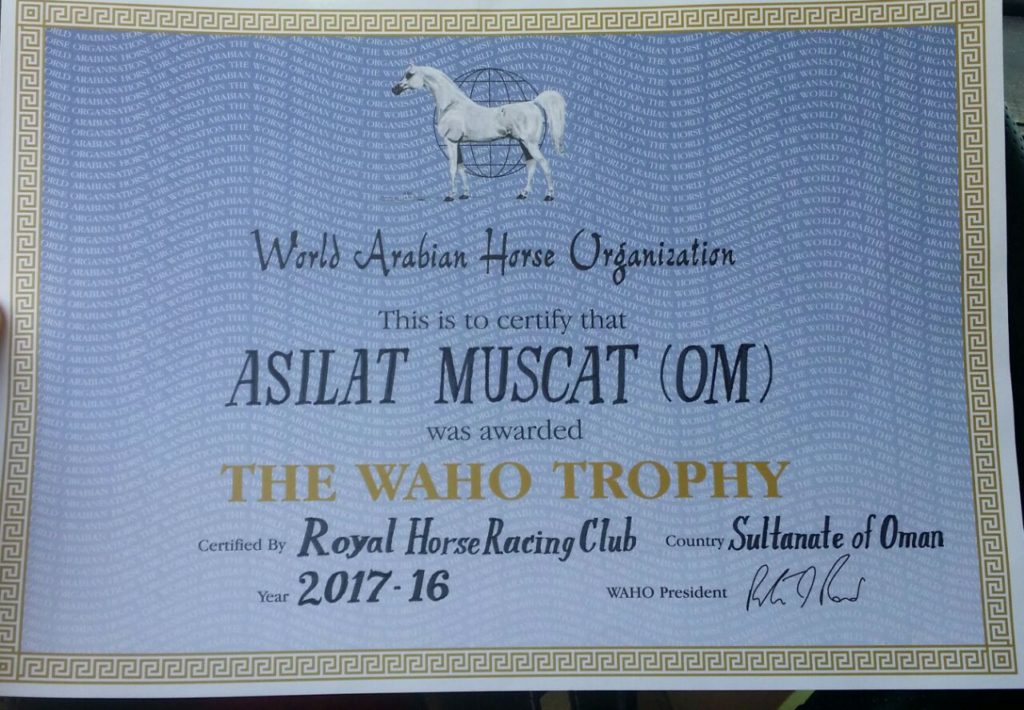 World Arabian Horse Organization
This is to certify that
ASILAT MUSCAT (OM)
was awarded
THE WAHO TROPHY
Certified By Royal Horse Racing Club Country Sultanate of Oman
Year 2017-16 WAHO President